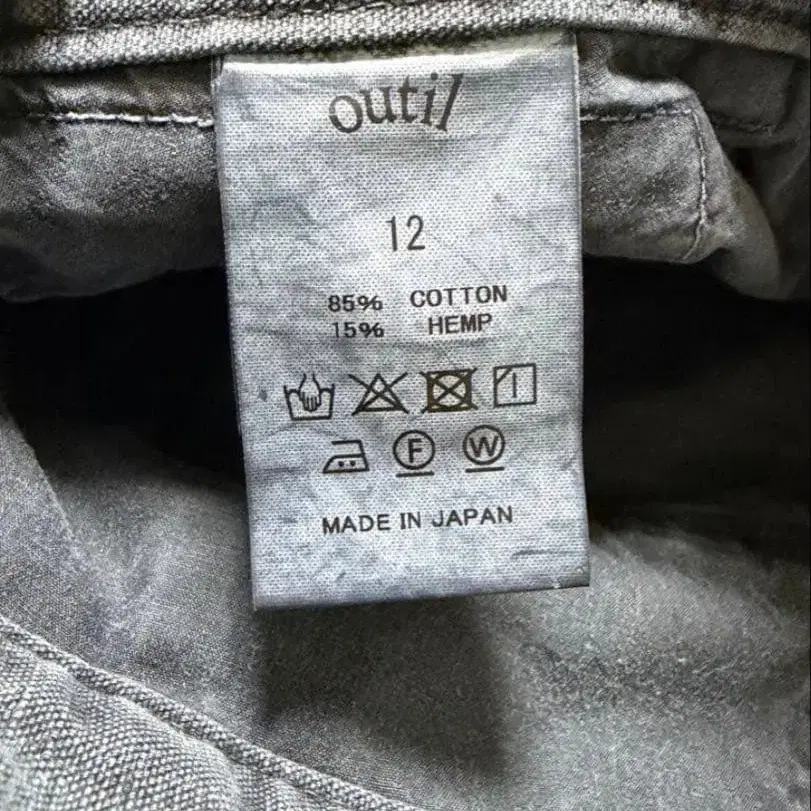 outil
12
85% COTTON
15% HEMP
F W
MADE IN JAPAN